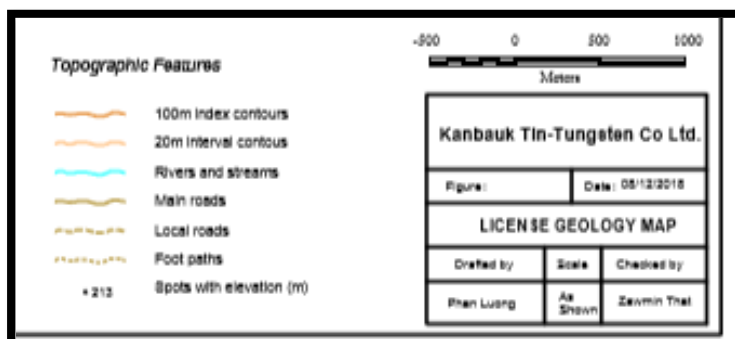 Topographic Features
100m Index contours
20m Interval contous
Rivers and streams
Main roads
Local roads
Foot paths
213 Spots with elevation (m)
-500 0 500 1000
Meters
Kanbauk Tin-Tungsten Co Ltd.
Figure: Date: 08/12/2015
LICENSE GEOLOGY MAP
Drafted by Scale Checked by
Phan Luong As Shown Zawmin That